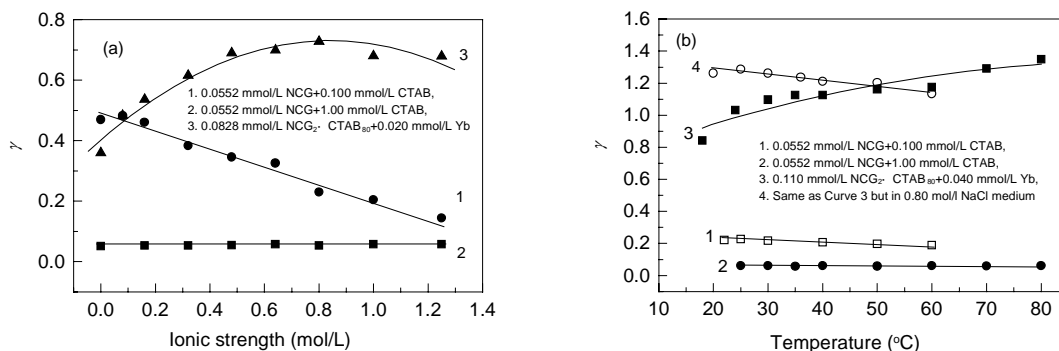 (a)
0.8
0.6
0.4
0.2
0.0
γ
3
1. 0.0552 mmol/L NCG+0.100 mmol/L CTAB,
2. 0.0552 mmol/L NCG+1.00 mmol/L CTAB,
3. 0.0828 mmol/L NCG₂· CTAB₈₀+0.020 mmol/L Yb
1
2
0.0 0.2 0.4 0.6 0.8 1.0 1.2 1.4
Ionic strength (mol/L)
(b)
1.6
1.4
1.2
1.0
0.8
0.6
0.4
0.2
0.0
γ
4
3
1. 0.0552 mmol/L NCG+0.100 mmol/L CTAB,
2. 0.0552 mmol/L NCG+1.00 mmol/L CTAB,
3. 0.110 mmol/L NCG₂· CTAB₈₀+0.040 mmol/L Yb,
4. Same as Curve 3 but in 0.80 mol/l NaCl medium
1
2
10 20 30 40 50 60 70 80
Temperature (°C)